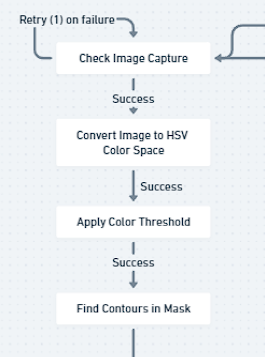 Retry (1) on failure
Check Image Capture
Success
Convert Image to HSV
Color Space
Success
Apply Color Threshold
Success
Find Contours in Mask